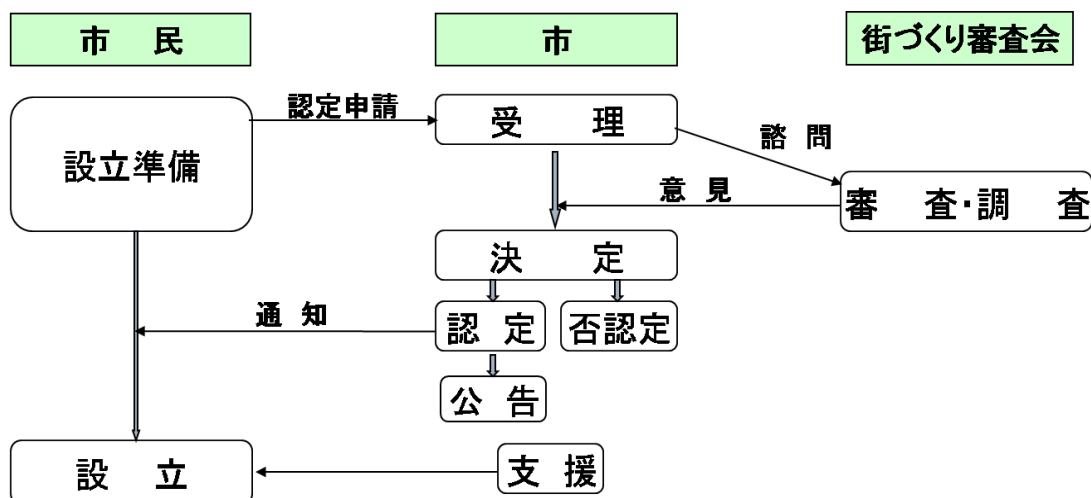 市 民
市
街づくり審査会
設立準備
認定申請
受 理
諮 問
意 見
審 査・調 査
決 定
通 知
認 定
否認定
公 告
設 立
支 援